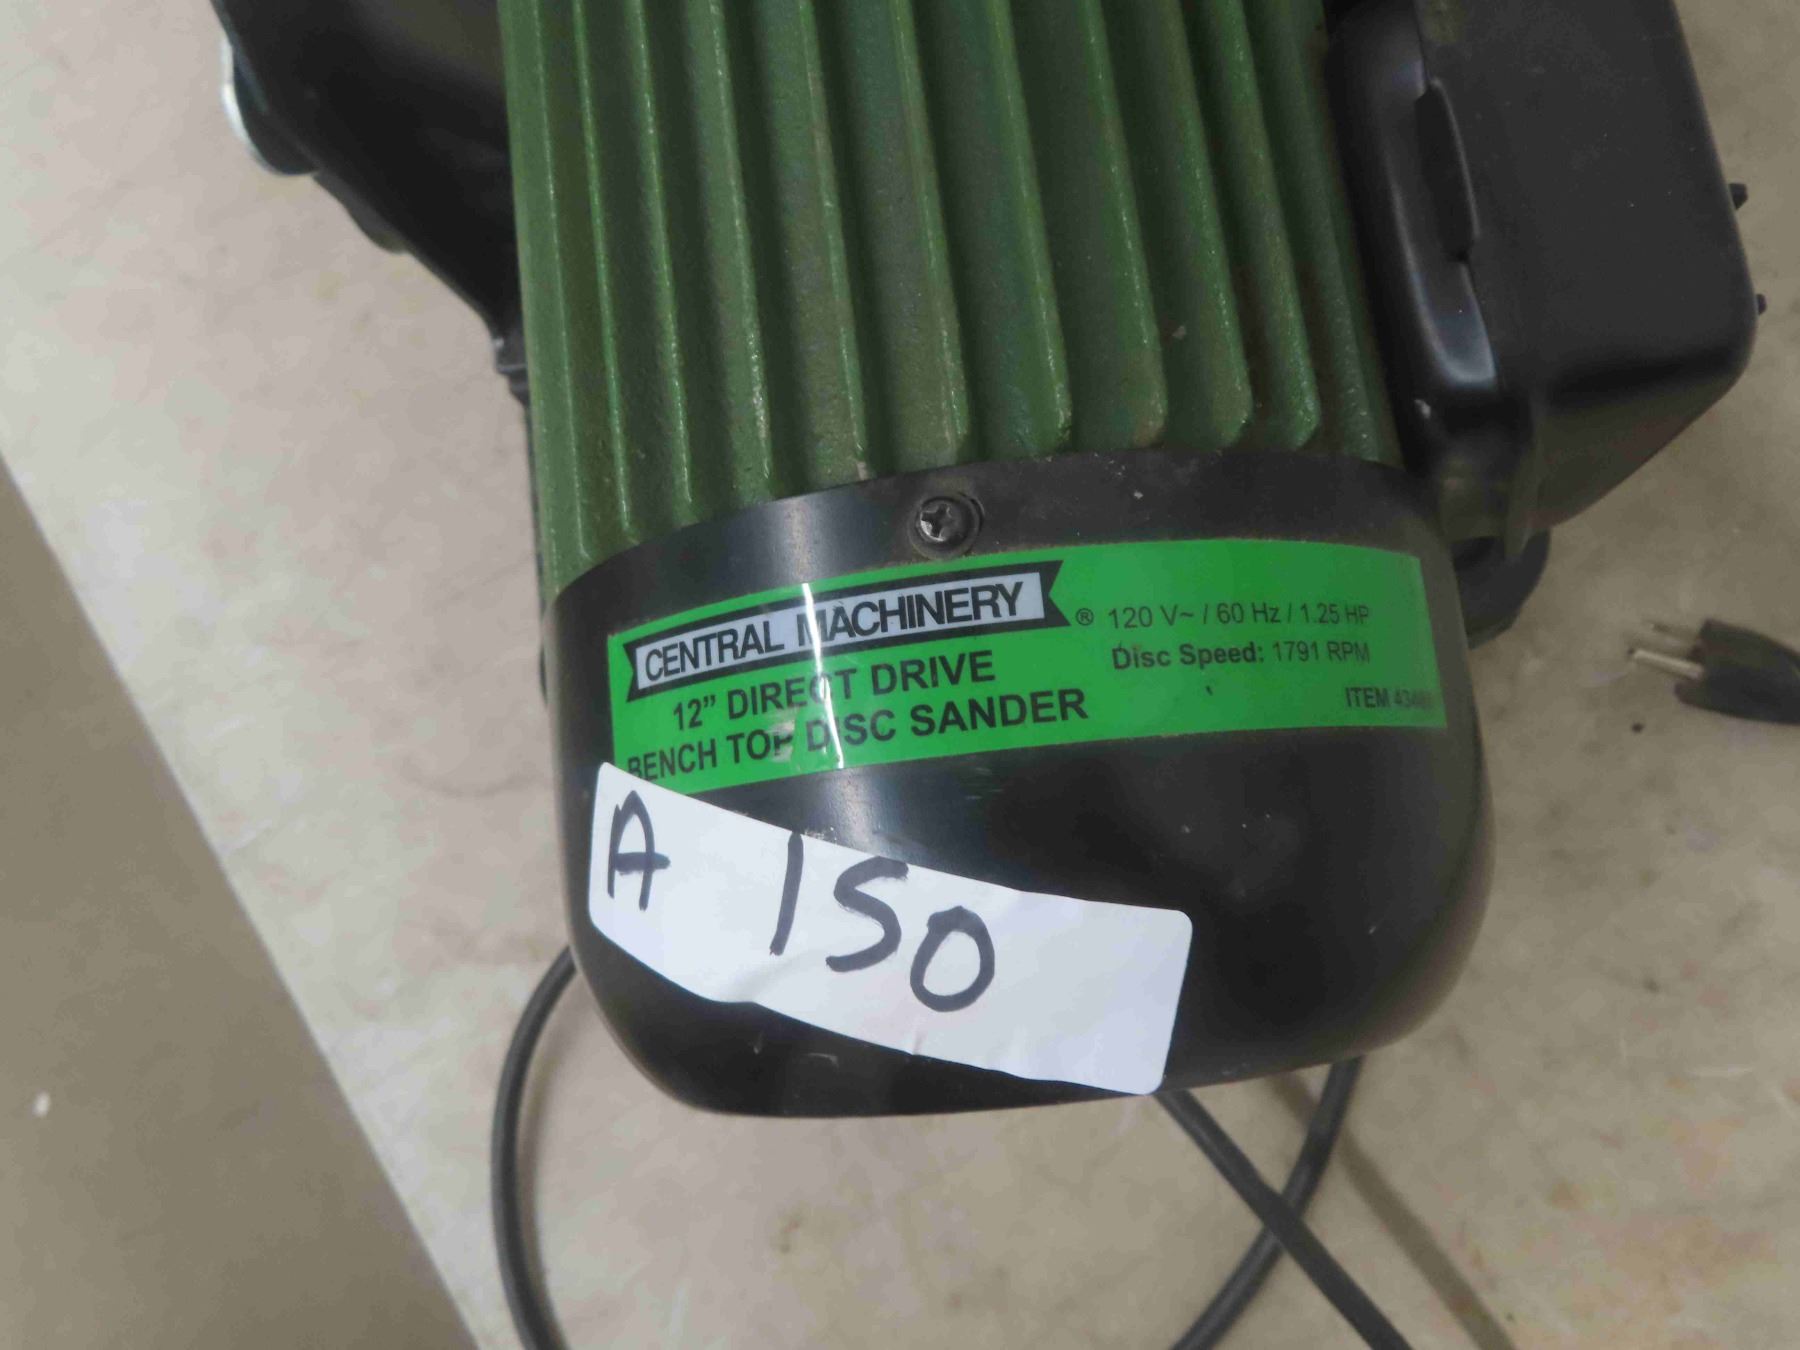 CENTRAL MACHINERY ®
12" DIRECT DRIVE
BENCH TOP DISC SANDER
120 V~ / 60 Hz / 1.25 HP
Disc Speed: 1791 RPM
ITEM
A 150